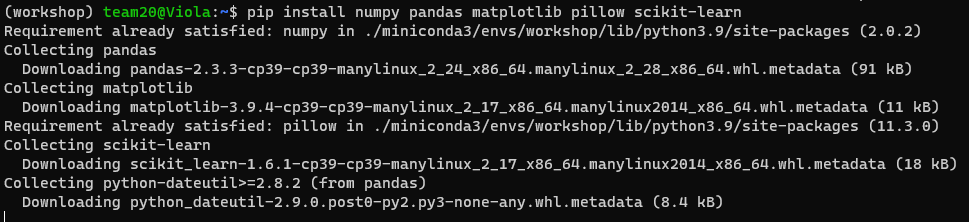 (workshop) team20@Viola:~$ pip install numpy pandas matplotlib pillow scikit-learn
Requirement already satisfied: numpy in ./miniconda3/envs/workshop/lib/python3.9/site-packages (2.0.2)
Collecting pandas
  Downloading pandas-2.3.3-cp39-cp39-manylinux_2_24_x86_64.manylinux_2_28_x86_64.whl.metadata (91 kB)
Collecting matplotlib
  Downloading matplotlib-3.9.4-cp39-cp39-manylinux_2_17_x86_64.manylinux2014_x86_64.whl.metadata (11 kB)
Requirement already satisfied: pillow in ./miniconda3/envs/workshop/lib/python3.9/site-packages (11.3.0)
Collecting scikit-learn
  Downloading scikit_learn-1.6.1-cp39-cp39-manylinux_2_17_x86_64.manylinux2014_x86_64.whl.metadata (18 kB)
Collecting python-dateutil>=2.8.2 (from pandas)
  Downloading python_dateutil-2.9.0.post0-py2.py3-none-any.whl.metadata (8.4 kB)